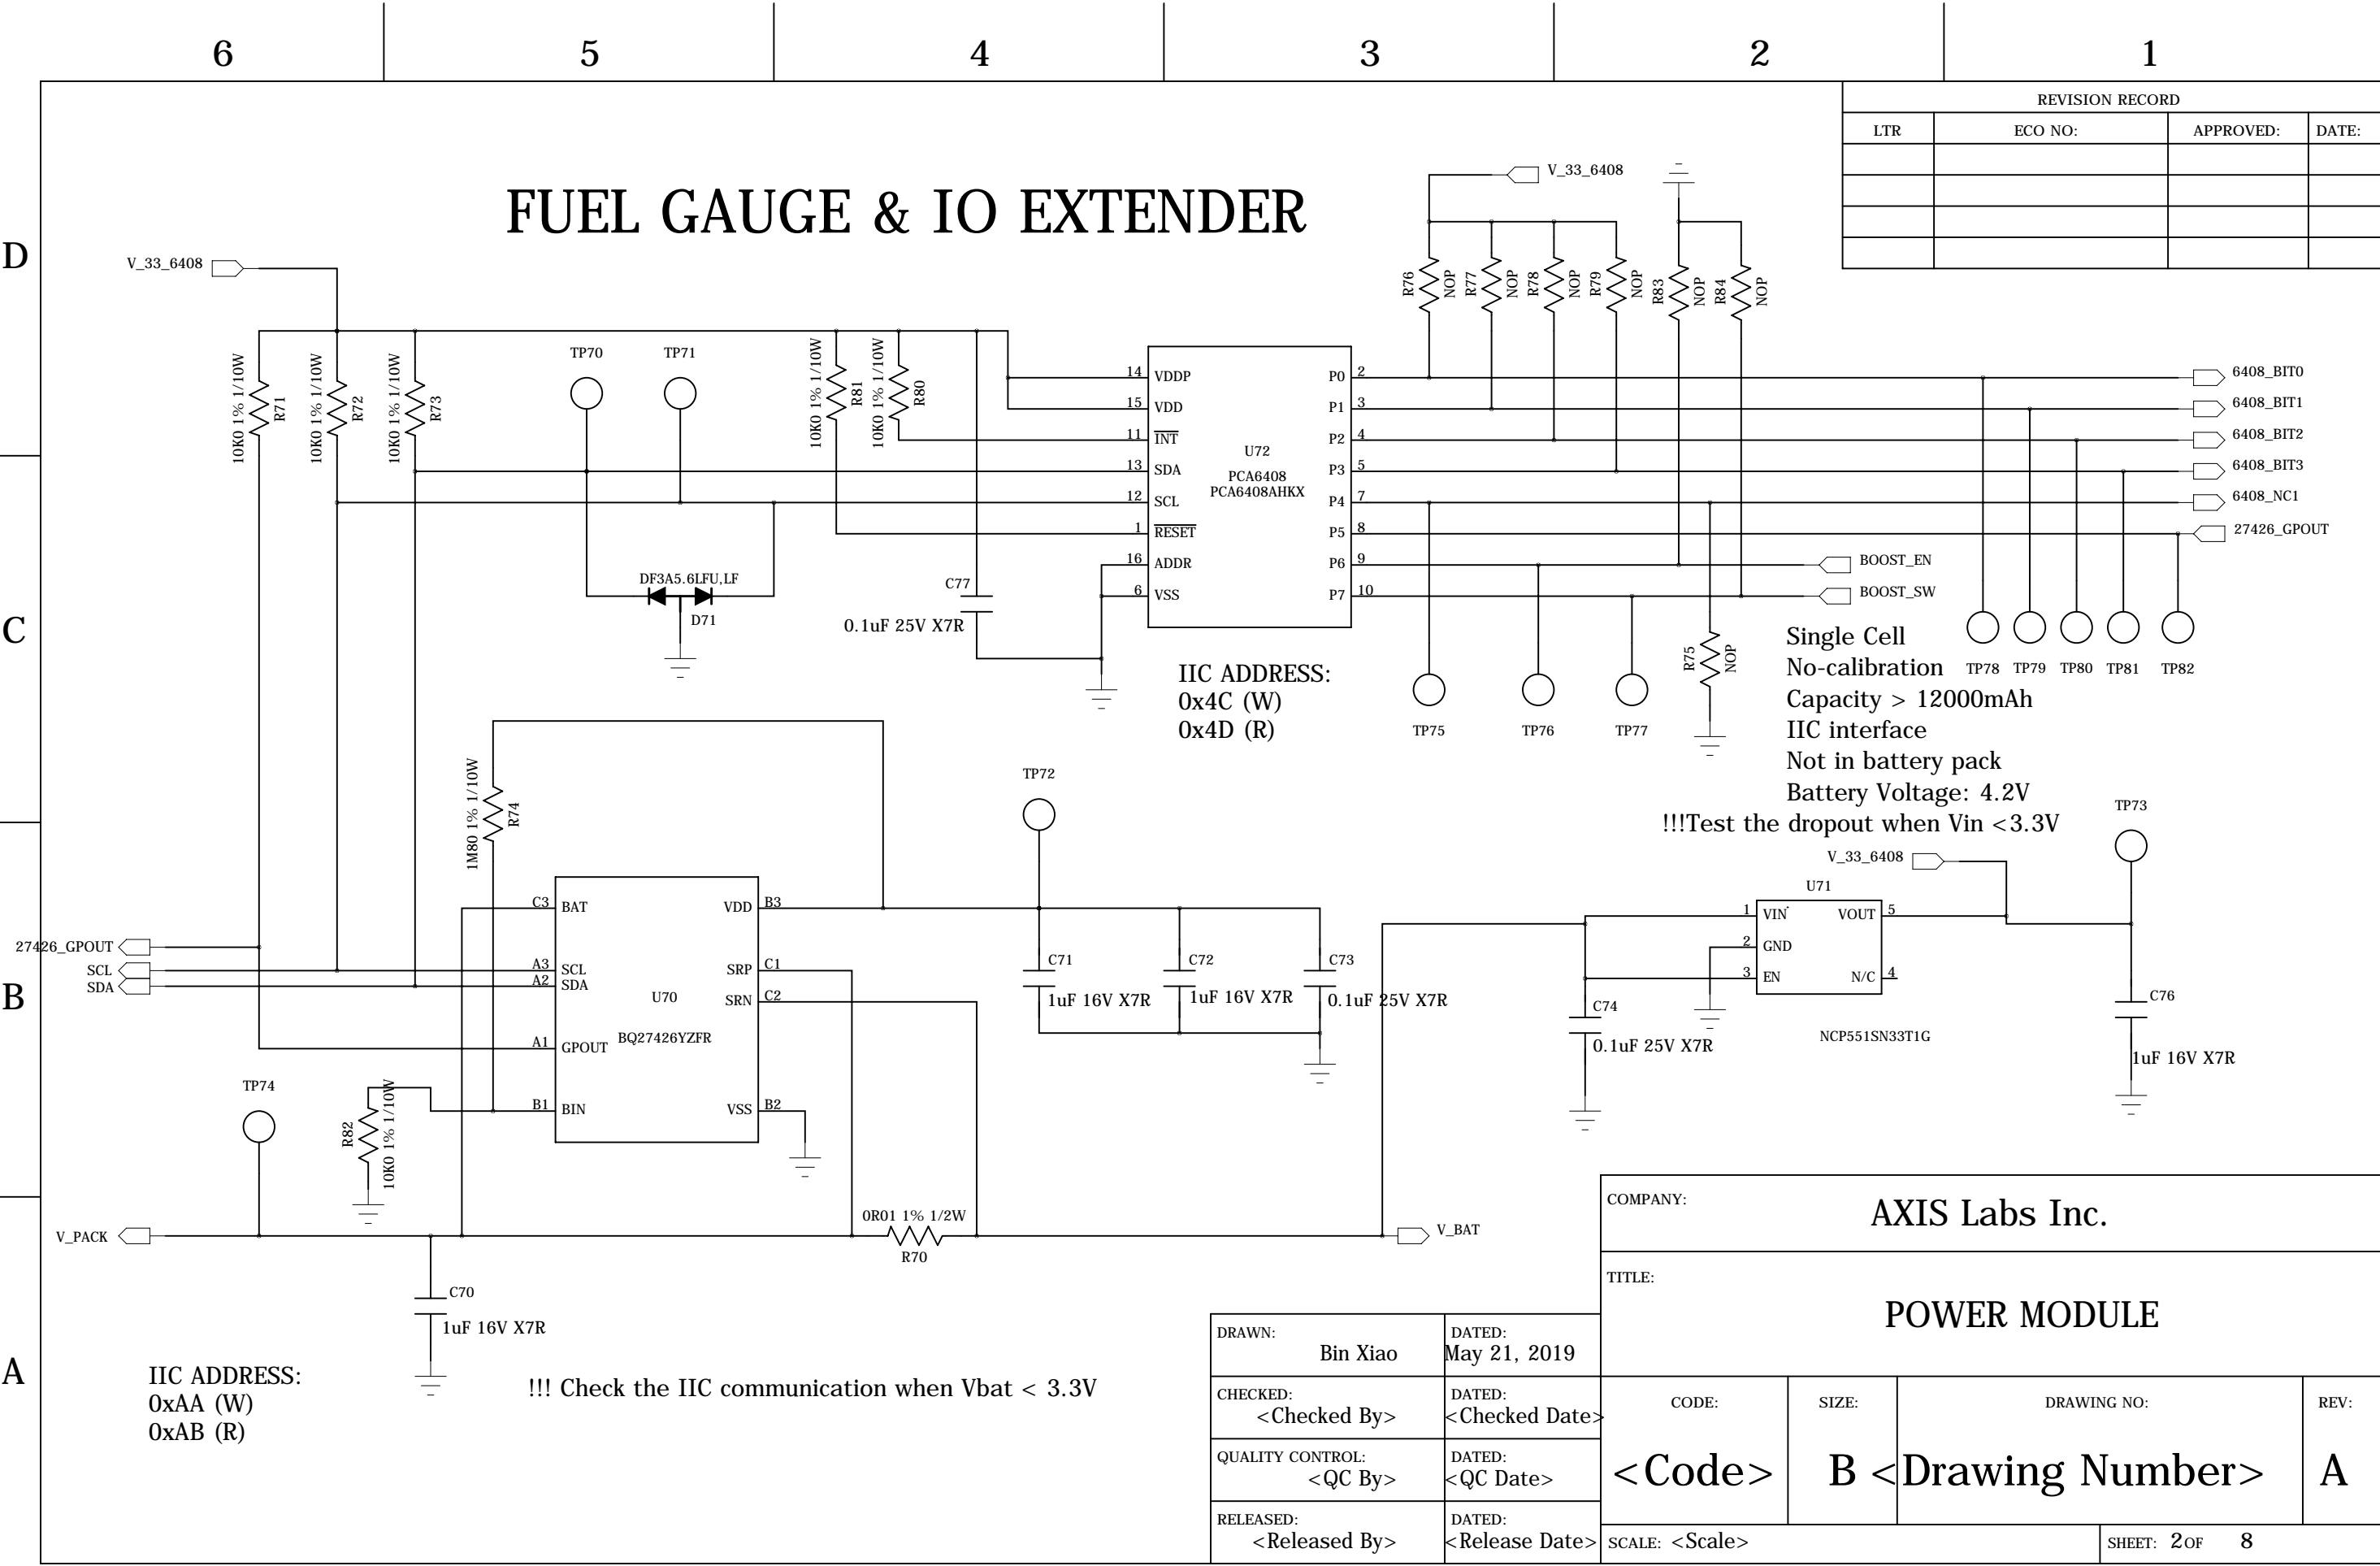 6 5 4 3 2 1
REVISION RECORD
LTR ECO NO: APPROVED: DATE:
FUEL GAUGE & IO EXTENDER
D
C
B
A
V_33_6408
V_33_6408
10K0 1% 1/10W
R71
10K0 1% 1/10W
R72
10K0 1% 1/10W
R73
TP70
TP71
10K0 1% 1/10W
R81
10K0 1% 1/10W
R80
R76
NOP
R77
NOP
R78
NOP
R79
NOP
R83
NOP
R84
NOP
14 VDDP
15 VDD
11 INT
13 SDA
12 SCL
1 RESET
16 ADDR
6 VSS
U72
PCA6408
PCA6408AHKX
P0 2
P1 3
P2 4
P3 5
P4 7
P5 8
P6 9
P7 10
6408_BIT0
6408_BIT1
6408_BIT2
6408_BIT3
6408_NC1
27426_GPOUT
BOOST_EN
BOOST_SW
DF3A5.6LFU,LF
D71
C77
0.1uF 25V X7R
IIC ADDRESS:
0x4C (W)
0x4D (R)
TP75
TP76
TP77
R75
NOP
TP78
TP79
TP80
TP81
TP82
Single Cell
No-calibration
Capacity > 12000mAh
IIC interface
Not in battery pack
Battery Voltage: 4.2V
!!!Test the dropout when Vin <3.3V
1M80 1% 1/10W
R74
TP72
TP73
V_33_6408
U71
1 VIN
2 GND
3 EN
VOUT 5
N/C 4
NCP551SN33T1G
27426_GPOUT
SCL
SDA
C3 BAT
A3 SCL
A2 SDA
A1 GPOUT
B1 BIN
U70
BQ27426YZFR
VDD B3
SRP C1
SRN C2
VSS B2
C71
1uF 16V X7R
C72
1uF 16V X7R
C73
0.1uF 25V X7R
C74
0.1uF 25V X7R
C76
1uF 16V X7R
TP74
R82
10K0 1% 1/10W
V_PACK
0R01 1% 1/2W
R70
V_BAT
C70
1uF 16V X7R
IIC ADDRESS:
0xAA (W)
0xAB (R)
!!! Check the IIC communication when Vbat < 3.3V
COMPANY:
AXIS Labs Inc.
TITLE:
POWER MODULE
DRAWN:
Bin Xiao
DATED:
May 21, 2019
CHECKED:
<Checked By>
DATED:
<Checked Date>
QUALITY CONTROL:
<QC By>
DATED:
<QC Date>
RELEASED:
<Released By>
DATED:
<Release Date>
CODE:
<Code>
SIZE:
B
DRAWING NO:
<Drawing Number>
REV:
A
SCALE: <Scale>
SHEET: 2 OF 8